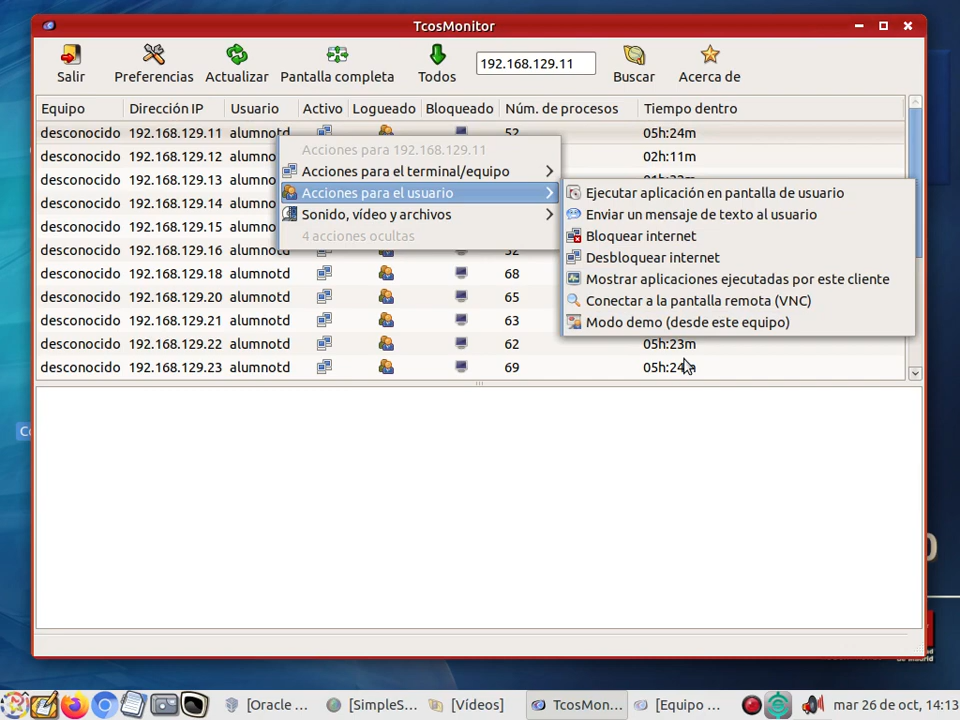 TcosMonitor
Salir Preferencias Actualizar Pantalla completa Todos 192.168.129.11 Buscar Acerca de
Equipo Dirección IP Usuario Activo Logueado Bloqueado Núm. de procesos Tiempo dentro
desconocido 192.168.129.11 alumnotd 52 05h:24m
desconocido 192.168.129.12 02h:11m
desconocido 192.168.129.13
desconocido 192.168.129.14
desconocido 192.168.129.15
desconocido 192.168.129.16
desconocido 192.168.129.18 alumnotd 68
desconocido 192.168.129.20 alumnotd 65
desconocido 192.168.129.21 alumnotd 63
desconocido 192.168.129.22 alumnotd 62 05h:23m
desconocido 192.168.129.23 alumnotd 69
Acciones para 192.168.129.11
Acciones para el terminal/equipo
Acciones para el usuario
Sonido, vídeo y archivos
4 acciones ocultas
Ejecutar aplicación en pantalla de usuario
Enviar un mensaje de texto al usuario
Bloquear internet
Desbloquear internet
Mostrar aplicaciones ejecutadas por este cliente
Conectar a la pantalla remota (VNC)
Modo demo (desde este equipo)
[Oracle ... [SimpleS... [Vídeos] TcosMon... [Equipo ... mar 26 de oct, 14:13